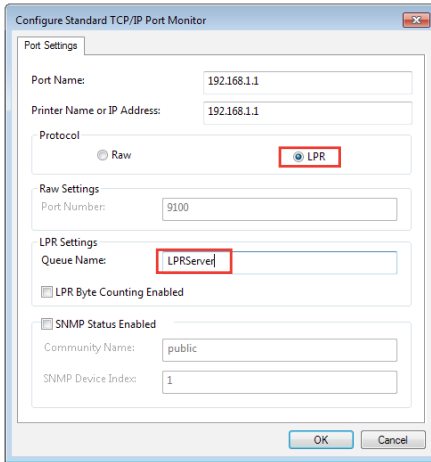 Configure Standard TCP/IP Port Monitor
Port Settings
Port Name: 192.168.1.1
Printer Name or IP Address: 192.168.1.1
Protocol
Raw LPR
Raw Settings
Port Number: 9100
LPR Settings
Queue Name: LPRServer
LPR Byte Counting Enabled
SNMP Status Enabled
Community Name: public
SNMP Device Index: 1
OK Cancel